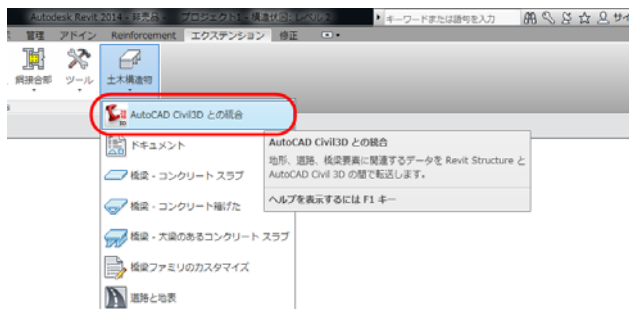 Autodesk Revit 2014 - 非売品 - プロジェクト1 - 構造伏図: レベル 2
キーワードまたは語句を入力
サイ
管理 アドイン Reinforcement エクステンション 修正
鋼接合部 ツール 土木構造物
AutoCAD Civil3D との統合
ドキュメント
橋梁 - コンクリート スラブ
橋梁 - コンクリート箱げた
橋梁 - 大梁のあるコンクリート スラブ
橋梁ファミリのカスタマイズ
道路と地表
AutoCAD Civil3D との統合
地形、道路、橋梁要素に関連するデータを Revit Structure と
AutoCAD Civil 3D の間で転送します。
ヘルプを表示するには F1 キー